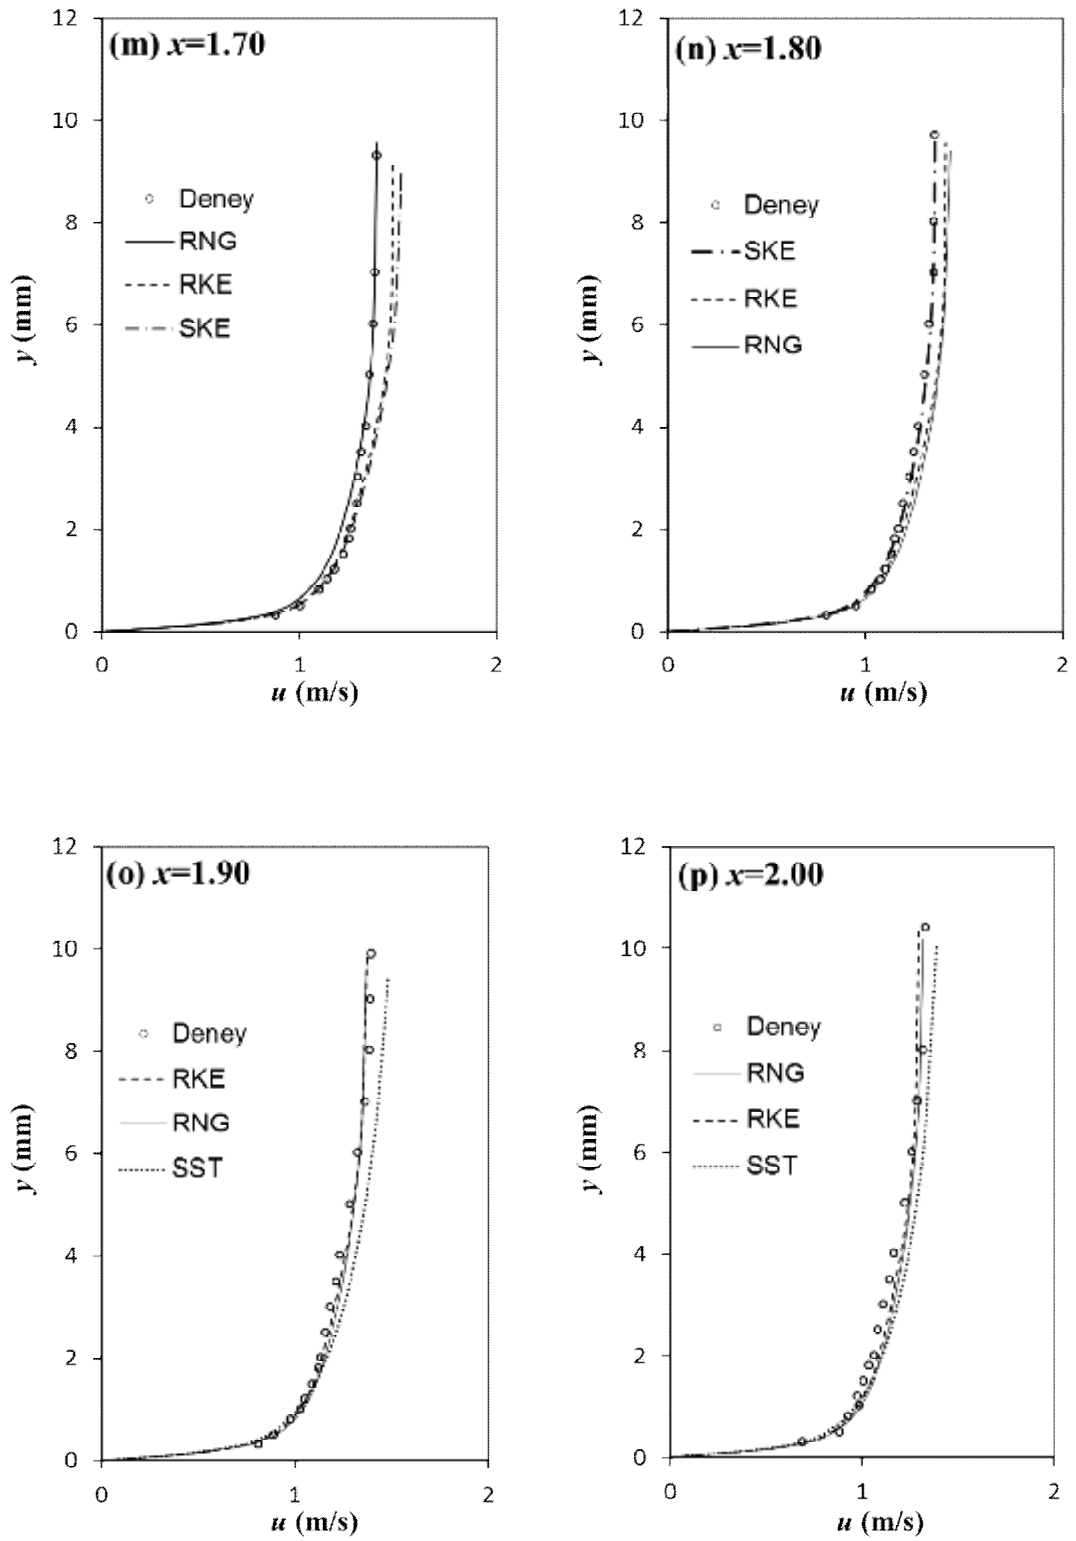 (m) x=1.70
12
10
8
6
4
2
0
y (mm)
Deney
RNG
RKE
SKE
0 1 2
u (m/s)
(n) x=1.80
12
10
8
6
4
2
0
y (mm)
Deney
SKE
RKE
RNG
0 1 2
u (m/s)
(o) x=1.90
12
10
8
6
4
2
0
y (mm)
Deney
RKE
RNG
SST
0 1 2
u (m/s)
(p) x=2.00
12
10
8
6
4
2
0
y (mm)
Deney
RNG
RKE
SST
0 1 2
u (m/s)